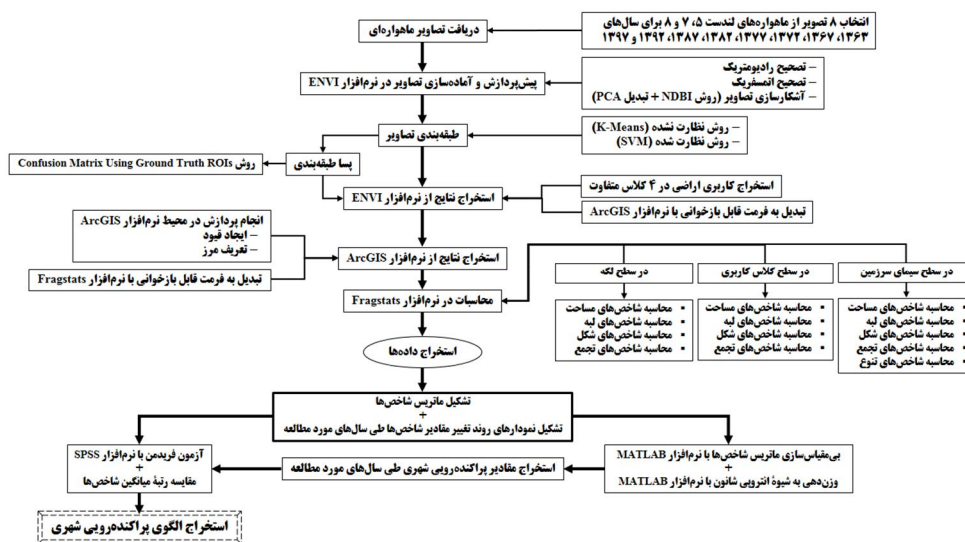 انتخاب ۸ تصویر از ماهواره‌های لندست ۵، ۷ و ۸ برای سال‌های
۱۳۶۳، ۱۳۶۷، ۱۳۷۲، ۱۳۷۷، ۱۳۸۲، ۱۳۸۷، ۱۳۹۲ و ۱۳۹۷
دریافت تصاویر ماهواره‌ای
– تصحیح رادیومتریک
– تصحیح اتمسفریک
– آشکارسازی تصاویر (روش NDBI + تبدیل PCA)
پیش‌پردازش و آماده‌سازی تصاویر در نرم‌افزار ENVI
– روش نظارت نشده (K-Means)
– روش نظارت شده (SVM)
طبقه‌بندی تصاویر
پسا طبقه‌بندی
روش Confusion Matrix Using Ground Truth ROIs
استخراج کاربری اراضی در ۴ کلاس متفاوت
تبدیل به فرمت قابل بازخوانی با نرم‌افزار ArcGIS
استخراج نتایج از نرم‌افزار ENVI
انجام پردازش در محیط نرم‌افزار ArcGIS
– ایجاد قیود
– تعریف مرز
تبدیل به فرمت قابل بازخوانی با نرم‌افزار Fragstats
استخراج نتایج از نرم‌افزار ArcGIS
در سطح سیمای سرزمین
▪ محاسبه شاخص‌های مساحت
▪ محاسبه شاخص‌های لبه
▪ محاسبه شاخص‌های شکل
▪ محاسبه شاخص‌های تجمع
▪ محاسبه شاخص‌های تنوع
در سطح کلاس کاربری
▪ محاسبه شاخص‌های مساحت
▪ محاسبه شاخص‌های لبه
▪ محاسبه شاخص‌های شکل
▪ محاسبه شاخص‌های تجمع
در سطح لکه
▪ محاسبه شاخص‌های مساحت
▪ محاسبه شاخص‌های لبه
▪ محاسبه شاخص‌های شکل
▪ محاسبه شاخص‌های تجمع
محاسبات در نرم‌افزار Fragstats
استخراج داده‌ها
تشکیل ماتریس شاخص‌ها
+
تشکیل نمودارهای روند تغییر مقادیر شاخص‌ها طی سال‌های مورد مطالعه
بی‌مقیاس‌سازی ماتریس شاخص‌ها با نرم‌افزار MATLAB
+
وزن‌دهی به شیوهٔ انتروپی شانون با نرم‌افزار MATLAB
استخراج مقادیر پراکنده‌رویی شهری طی سال‌های مورد مطالعه
آزمون فریدمن با نرم‌افزار SPSS
+
مقایسه رتبهٔ میانگین شاخص‌ها
استخراج الگوی پراکنده‌رویی شهری